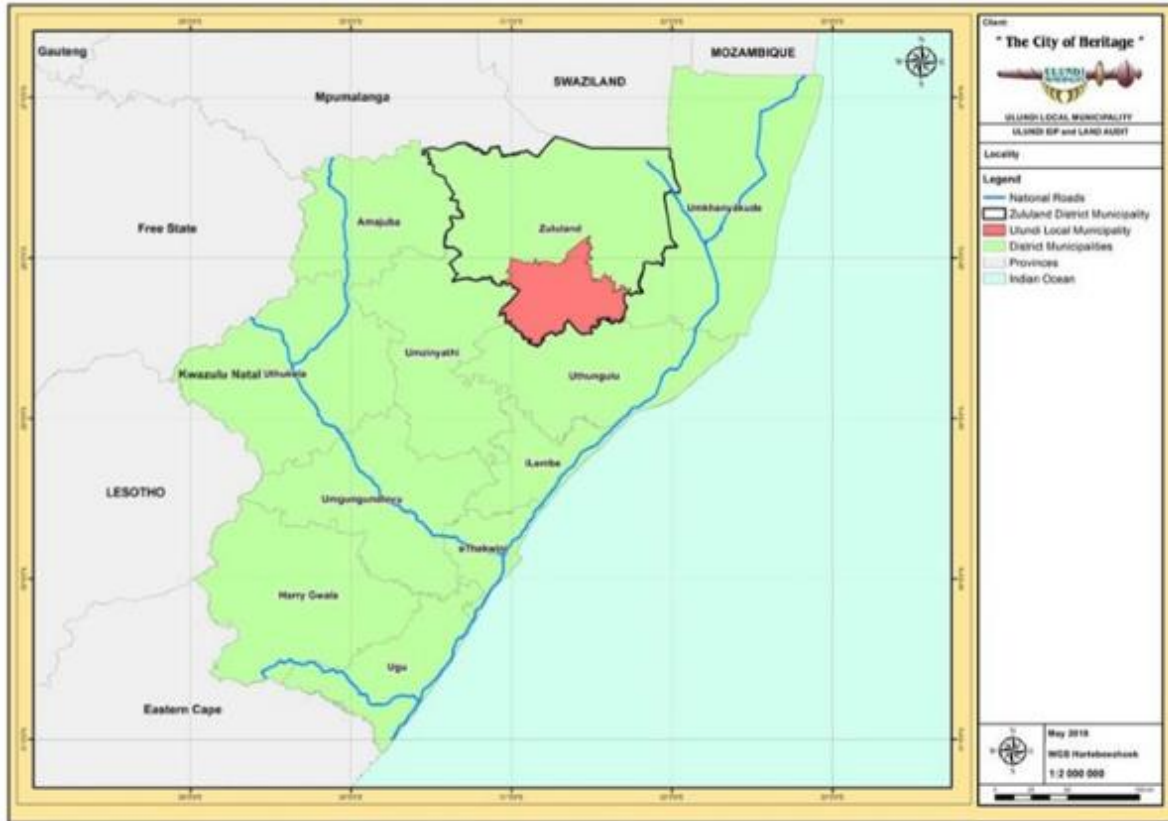 Gauteng
Mpumalanga
SWAZILAND
MOZAMBIQUE
Free State
Amajuba
Zululand
Umkhanyakude
Umzinyathi
Kwazulu Natal
Uthukela
Uthungulu
iLembe
LESOTHO
Umgungundlovu
eThekwini
Harry Gwala
Ugu
Eastern Cape
Client
" The City of Heritage "
ULUNDI
ULUNDI LOCAL MUNICIPALITY
ULUNDI IDP and LAND AUDIT
Locality
Legend
National Roads
Zululand District Municipality
Ulundi Local Municipality
District Municipalities
Provinces
Indian Ocean
WGS Hartebeeshoek
1:2 000 000